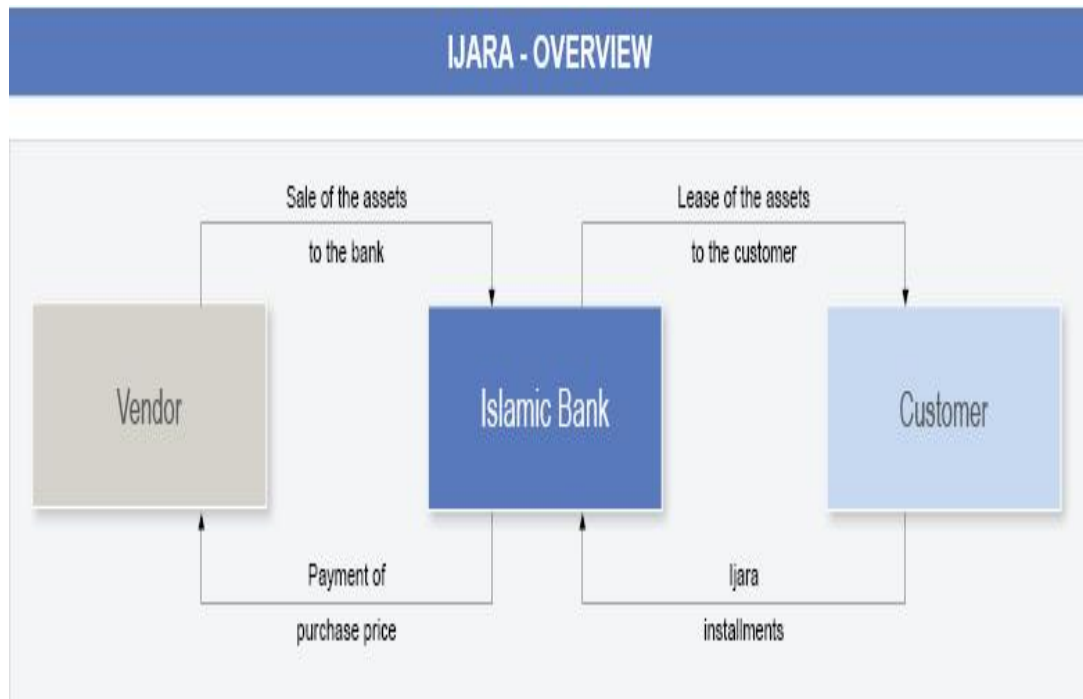 IJARA - OVERVIEW
Sale of the assets
to the bank
Lease of the assets
to the customer
Vendor
Islamic Bank
Customer
Payment of
purchase price
Ijara
installments